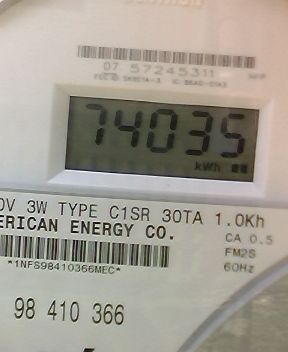 07 57245311
74035
kWh
0V 3W TYPE C1SR 30TA 1.0Kh
ERICAN ENERGY CO.
CA 0.5
FM2S
60Hz
*1NFS98410366MEC*
98 410 366